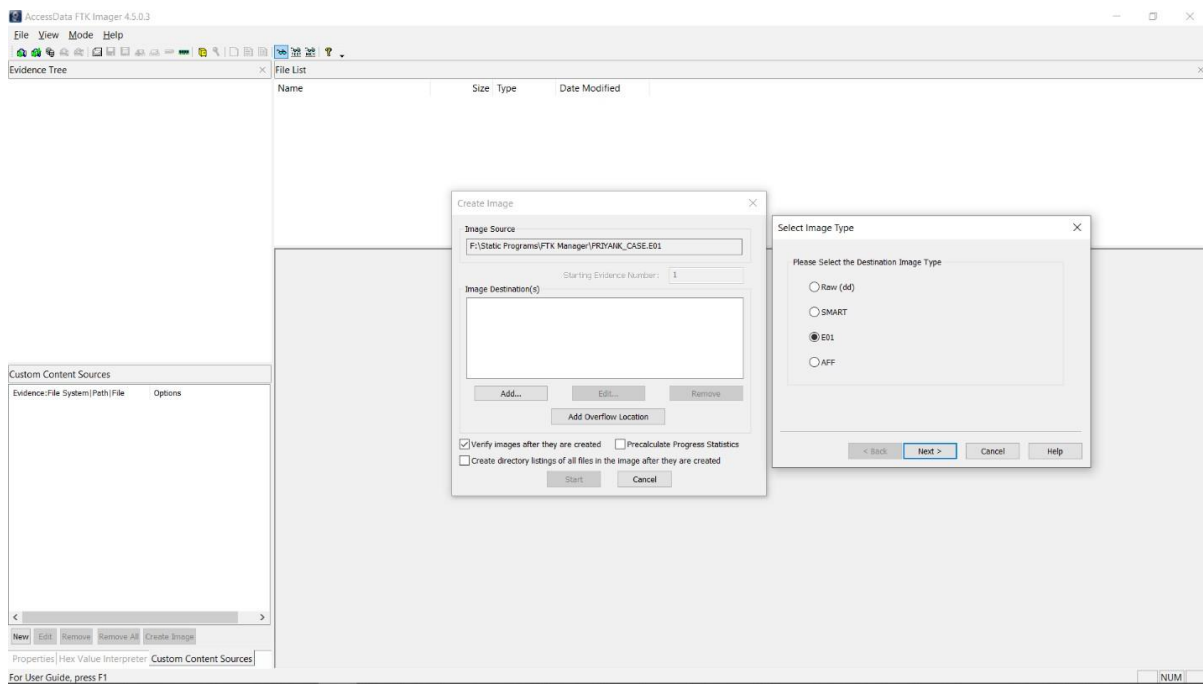 AccessData FTK Imager 4.5.0.3
File View Mode Help
Evidence Tree
File List
Name Size Type Date Modified
Create Image
Image Source
F:\Static Programs\FTK Manager\PRIYANK_CASE.E01
Starting Evidence Number: 1
Image Destination(s)
Add... Edit... Remove
Add Overflow Location
Verify images after they are created Precalculate Progress Statistics
Create directory listings of all files in the image after they are created
Start Cancel
Select Image Type
Please Select the Destination Image Type
Raw (dd)
SMART
E01
AFF
< Back Next > Cancel Help
Custom Content Sources
Evidence:File System|Path|File Options
New Edit Remove Remove All Create Image
Properties Hex Value Interpreter Custom Content Sources
For User Guide, press F1
NUM